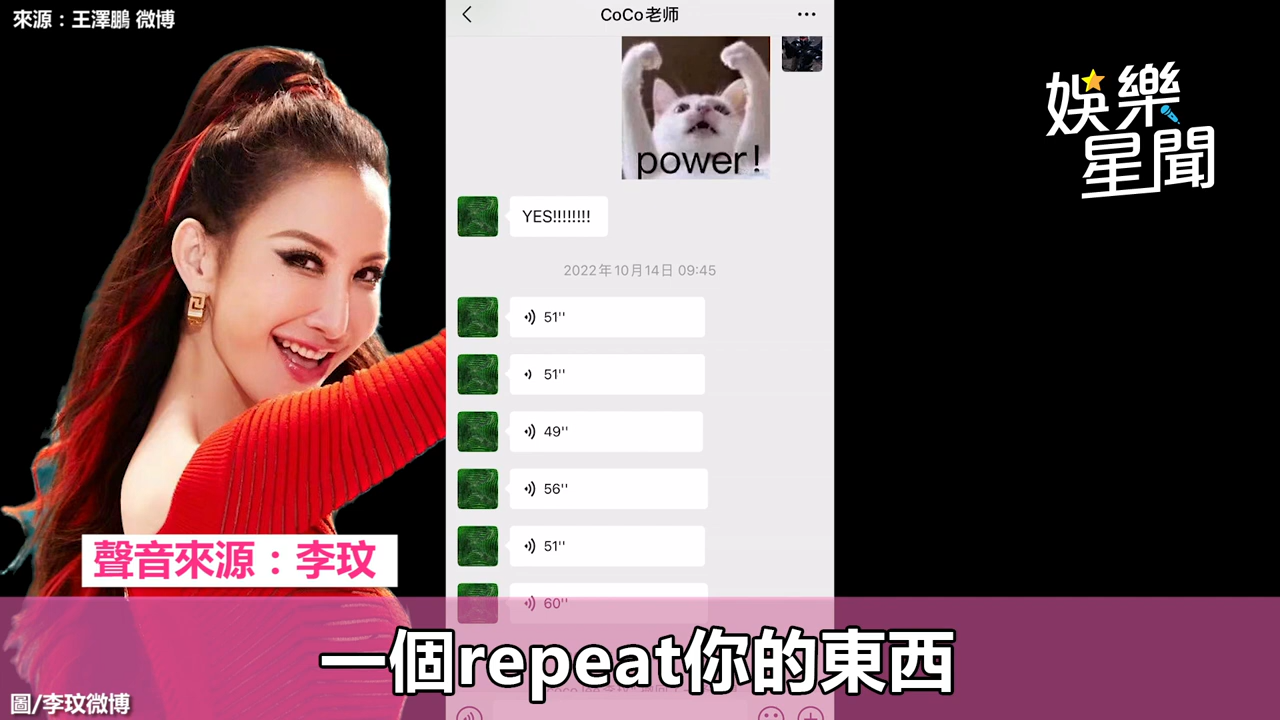 來源：王澤鵬 微博
CoCo老师
娛樂
星聞
power!
YES!!!!!!!!
2022年10月14日 09:45
51''
51''
49''
56''
51''
60''
聲音來源：李玟
一個repeat你的東西
圖/李玟微博